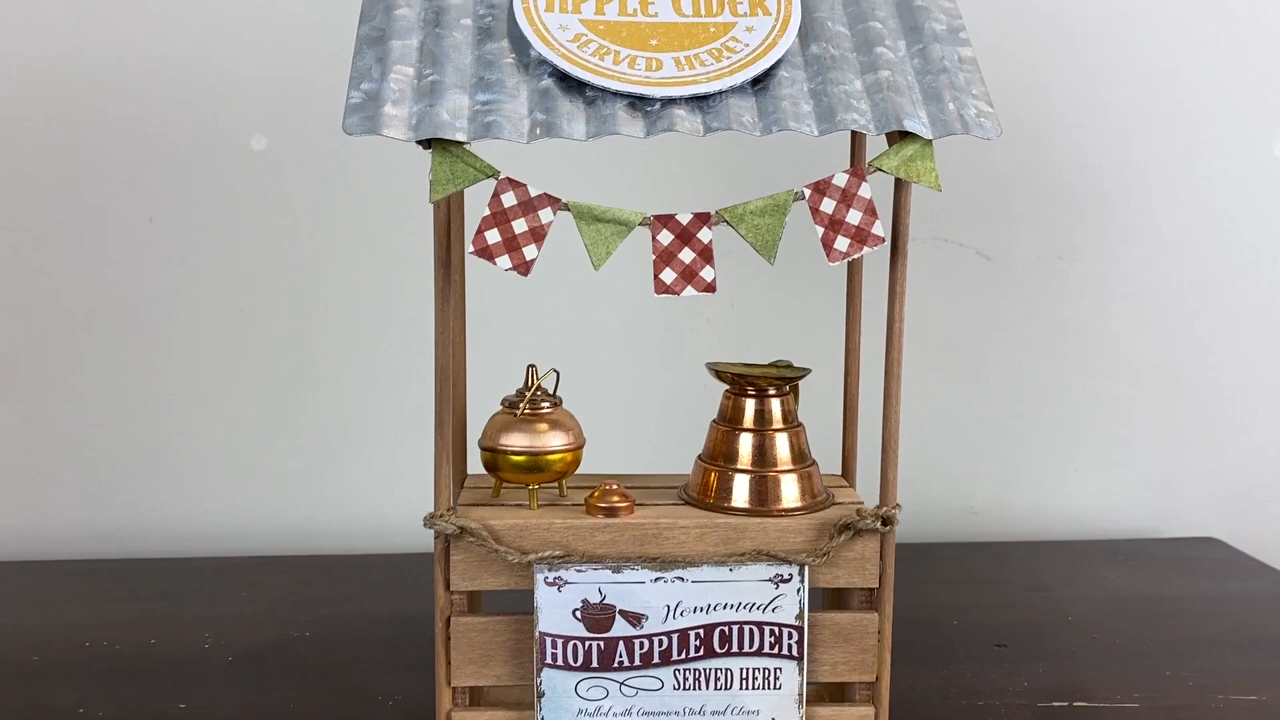 APPLE CIDER
SERVED HERE!
Homemade
HOT APPLE CIDER
SERVED HERE
Mulled with Cinnamon Sticks and Cloves